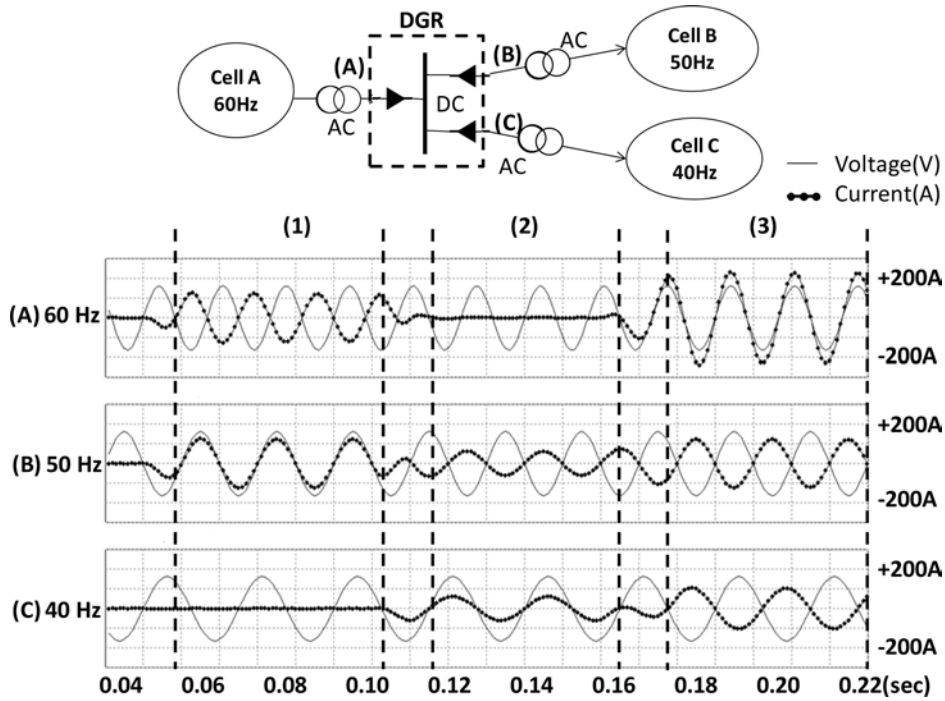 DGR
Cell A
60Hz
(A)
AC
DC
(B)
AC
Cell B
50Hz
(C)
AC
Cell C
40Hz
Voltage(V)
Current(A)
(1)
(2)
(3)
(A) 60 Hz
+200A
-200A
(B) 50 Hz
+200A
-200A
(C) 40 Hz
+200A
-200A
0.04 0.06 0.08 0.10 0.12 0.14 0.16 0.18 0.20 0.22(sec)